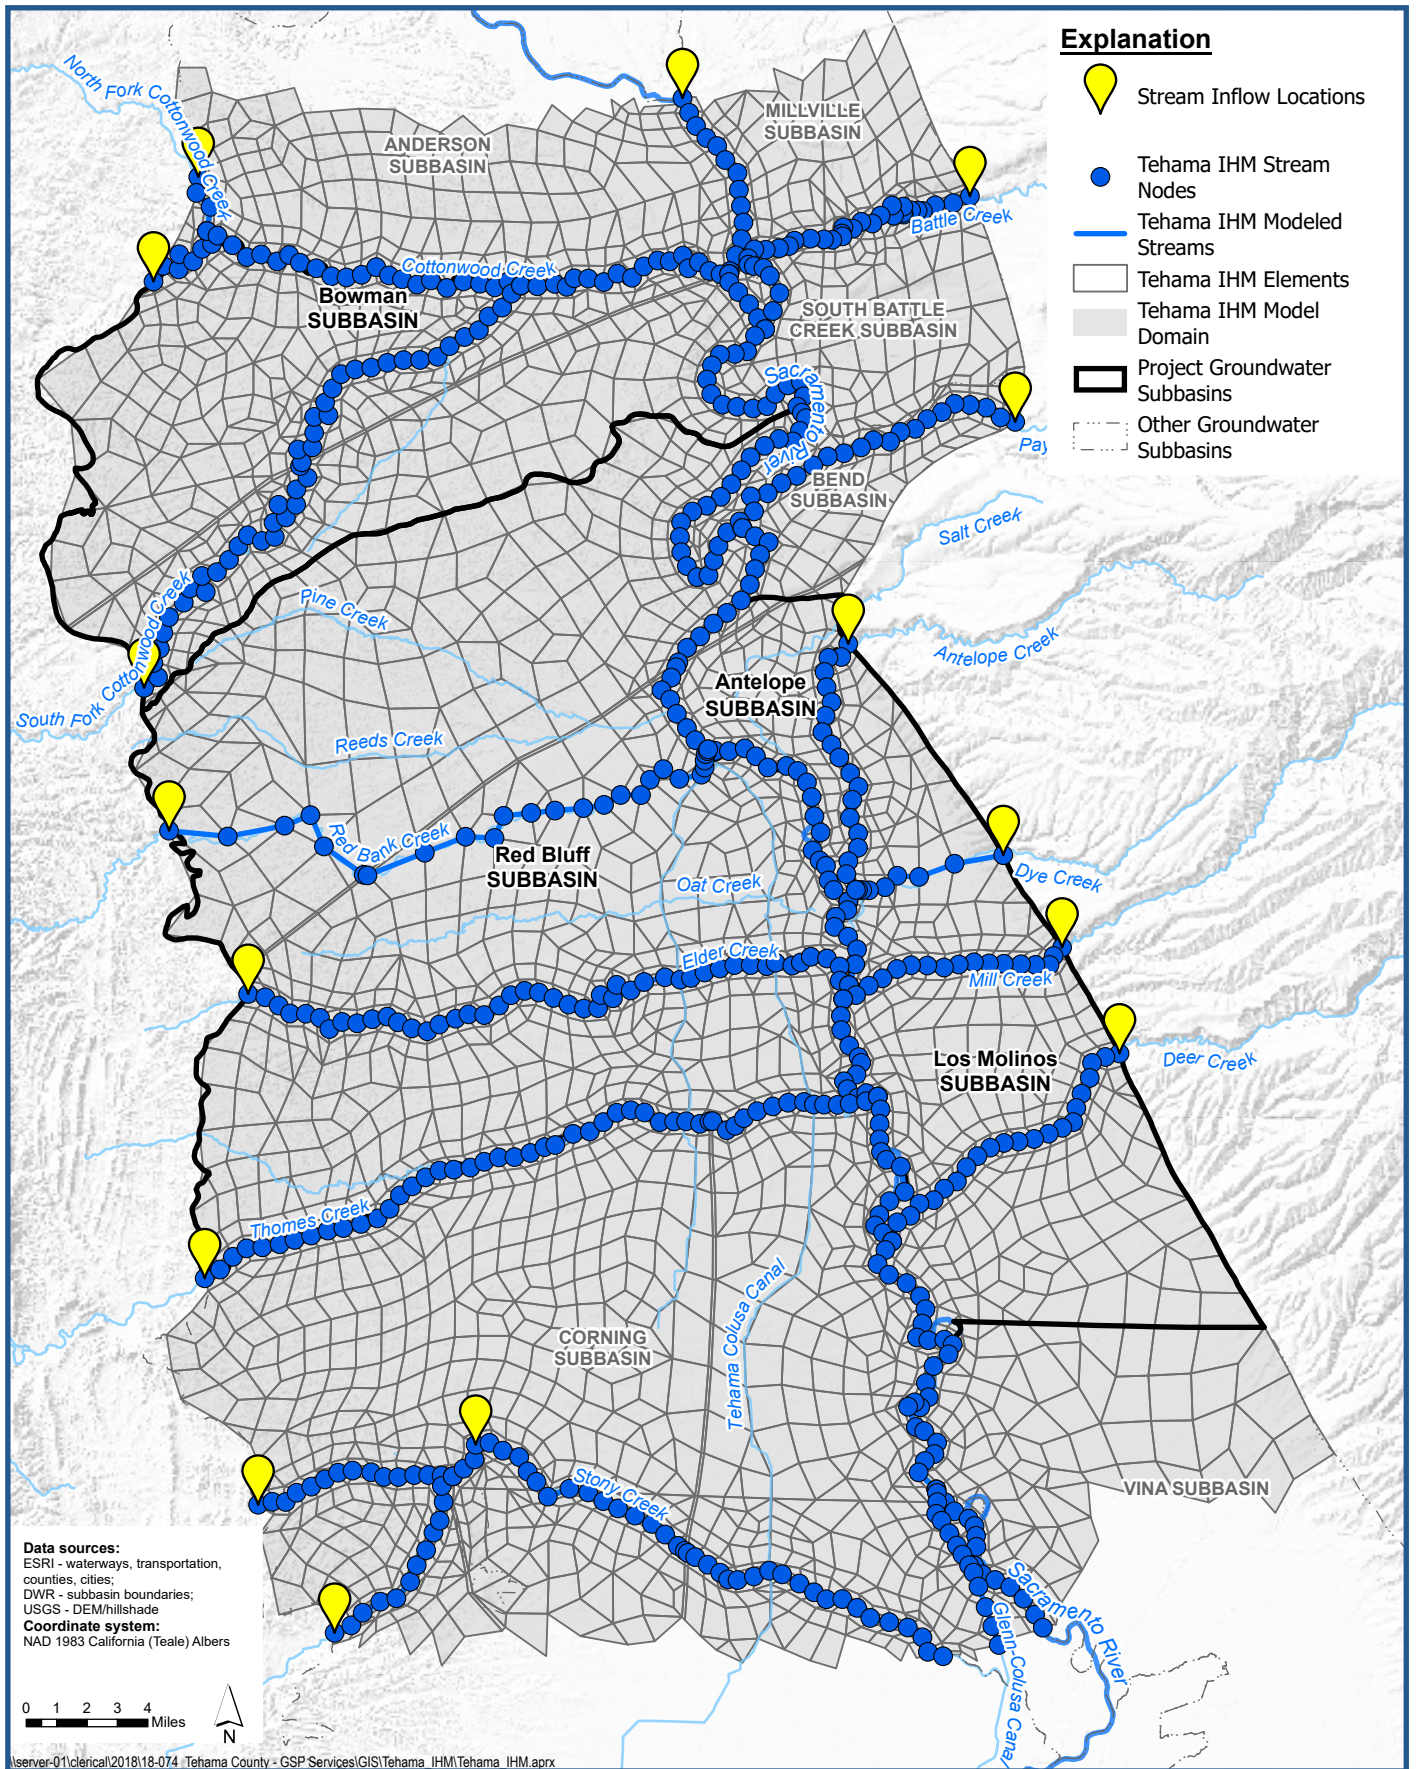 Explanation
Stream Inflow Locations
Tehama IHM Stream
Nodes
Tehama IHM Modeled
Streams
Tehama IHM Elements
Tehama IHM Model
Domain
Project Groundwater
Subbasins
Other Groundwater
Subbasins
North Fork Cottonwood Creek
ANDERSON
SUBBASIN
MILLVILLE
SUBBASIN
Battle Creek
Cottonwood Creek
Bowman
SUBBASIN
SOUTH BATTLE
CREEK SUBBASIN
Sacramento River
Pay
BEND
SUBBASIN
Salt Creek
South Fork Cottonwood Creek
Pine Creek
Antelope Creek
Antelope
SUBBASIN
Reeds Creek
Red Bank Creek
Red Bluff
SUBBASIN
Oat Creek
Dye Creek
Elder Creek
Mill Creek
Los Molinos
SUBBASIN
Deer Creek
Thomes Creek
Tehama Colusa Canal
CORNING
SUBBASIN
Stony Creek
VINA SUBBASIN
Sacramento River
Glenn-Colusa Canal
Data sources:
ESRI - waterways, transportation,
counties, cities;
DWR - subbasin boundaries;
USGS - DEM/hillshade
Coordinate system:
NAD 1983 California (Teale) Albers
0 1 2 3 4
Miles
N
\\server-01\clerical\2018\18-074 Tehama County - GSP Services\GIS\Tehama_IHM\Tehama_IHM.aprx